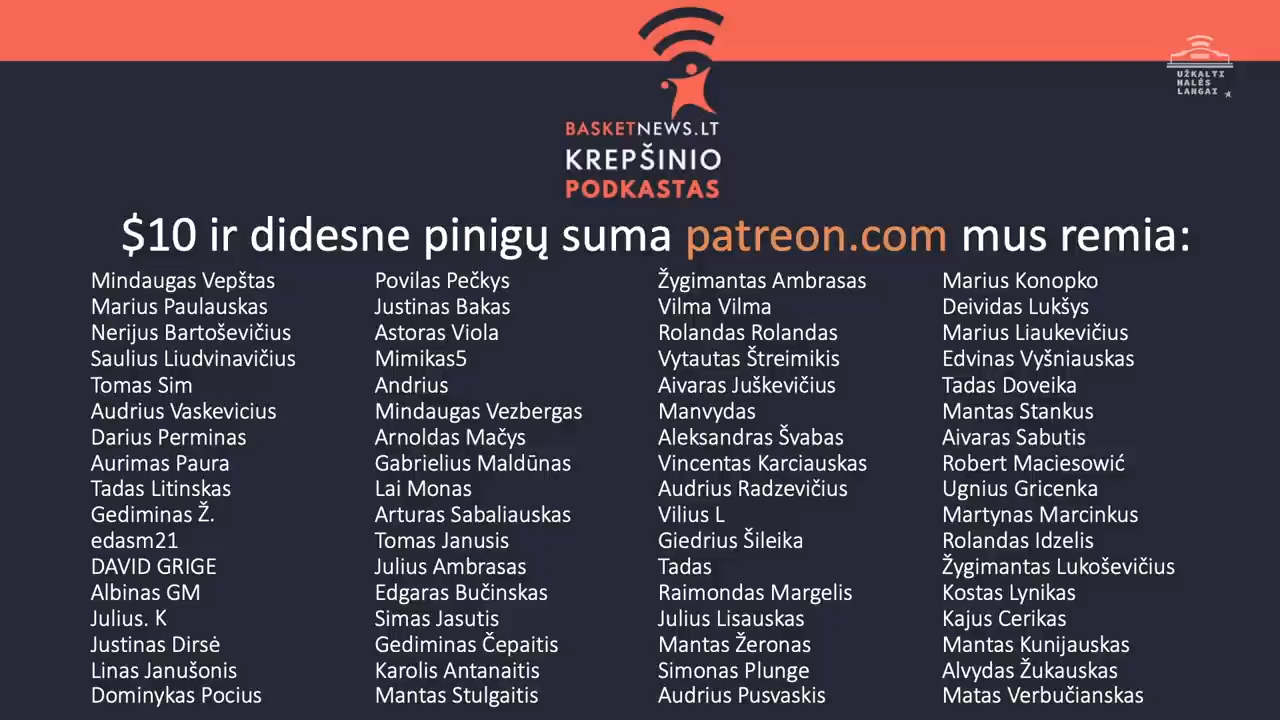 UŽKALTI
HALĖS
LANGAI
BASKETNEWS.LT
KREPŠINIO
PODKASTAS
$10 ir didesne pinigų suma patreon.com mus remia:
Mindaugas Vepštas
Marius Paulauskas
Nerijus Bartoševičius
Saulius Liudvinavičius
Tomas Sim
Audrius Vaskevicius
Darius Perminas
Aurimas Paura
Tadas Litinskas
Gediminas Ž.
edasm21
DAVID GRIGE
Albinas GM
Julius. K
Justinas Dirsė
Linas Janušonis
Dominykas Pocius
Povilas Pečkys
Justinas Bakas
Astoras Viola
Mimikas5
Andrius
Mindaugas Vezbergas
Arnoldas Mačys
Gabrielius Maldūnas
Lai Monas
Arturas Sabaliauskas
Tomas Janusis
Julius Ambrasas
Edgaras Bučinskas
Simas Jasutis
Gediminas Čepaitis
Karolis Antanaitis
Mantas Stulgaitis
Žygimantas Ambrasas
Vilma Vilma
Rolandas Rolandas
Vytautas Štreimikis
Aivaras Juškevičius
Manvydas
Aleksandras Švabas
Vincentas Karciauskas
Audrius Radzevičius
Vilius L
Giedrius Šileika
Tadas
Raimondas Margelis
Julius Lisauskas
Mantas Žeronas
Simonas Plunge
Audrius Pusvaskis
Marius Konopko
Deividas Lukšys
Marius Liaukevičius
Edvinas Vyšniauskas
Tadas Doveika
Mantas Stankus
Aivaras Sabutis
Robert Maciesowić
Ugnius Gricenka
Martynas Marcinkus
Rolandas Idzelis
Žygimantas Lukoševičius
Kostas Lynikas
Kajus Cerikas
Mantas Kunijauskas
Alvydas Žukauskas
Matas Verbučianskas